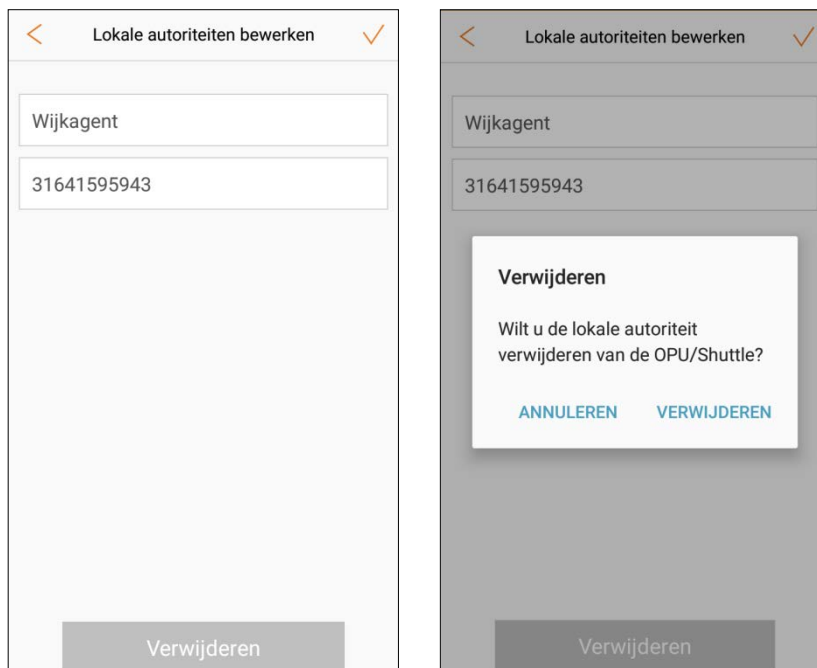 Lokale autoriteiten bewerken
Wijkagent
31641595943
Verwijderen
Lokale autoriteiten bewerken
Wijkagent
31641595943
Verwijderen
Wilt u de lokale autoriteit
verwijderen van de OPU/Shuttle?
ANNULEREN VERWIJDEREN
Verwijderen